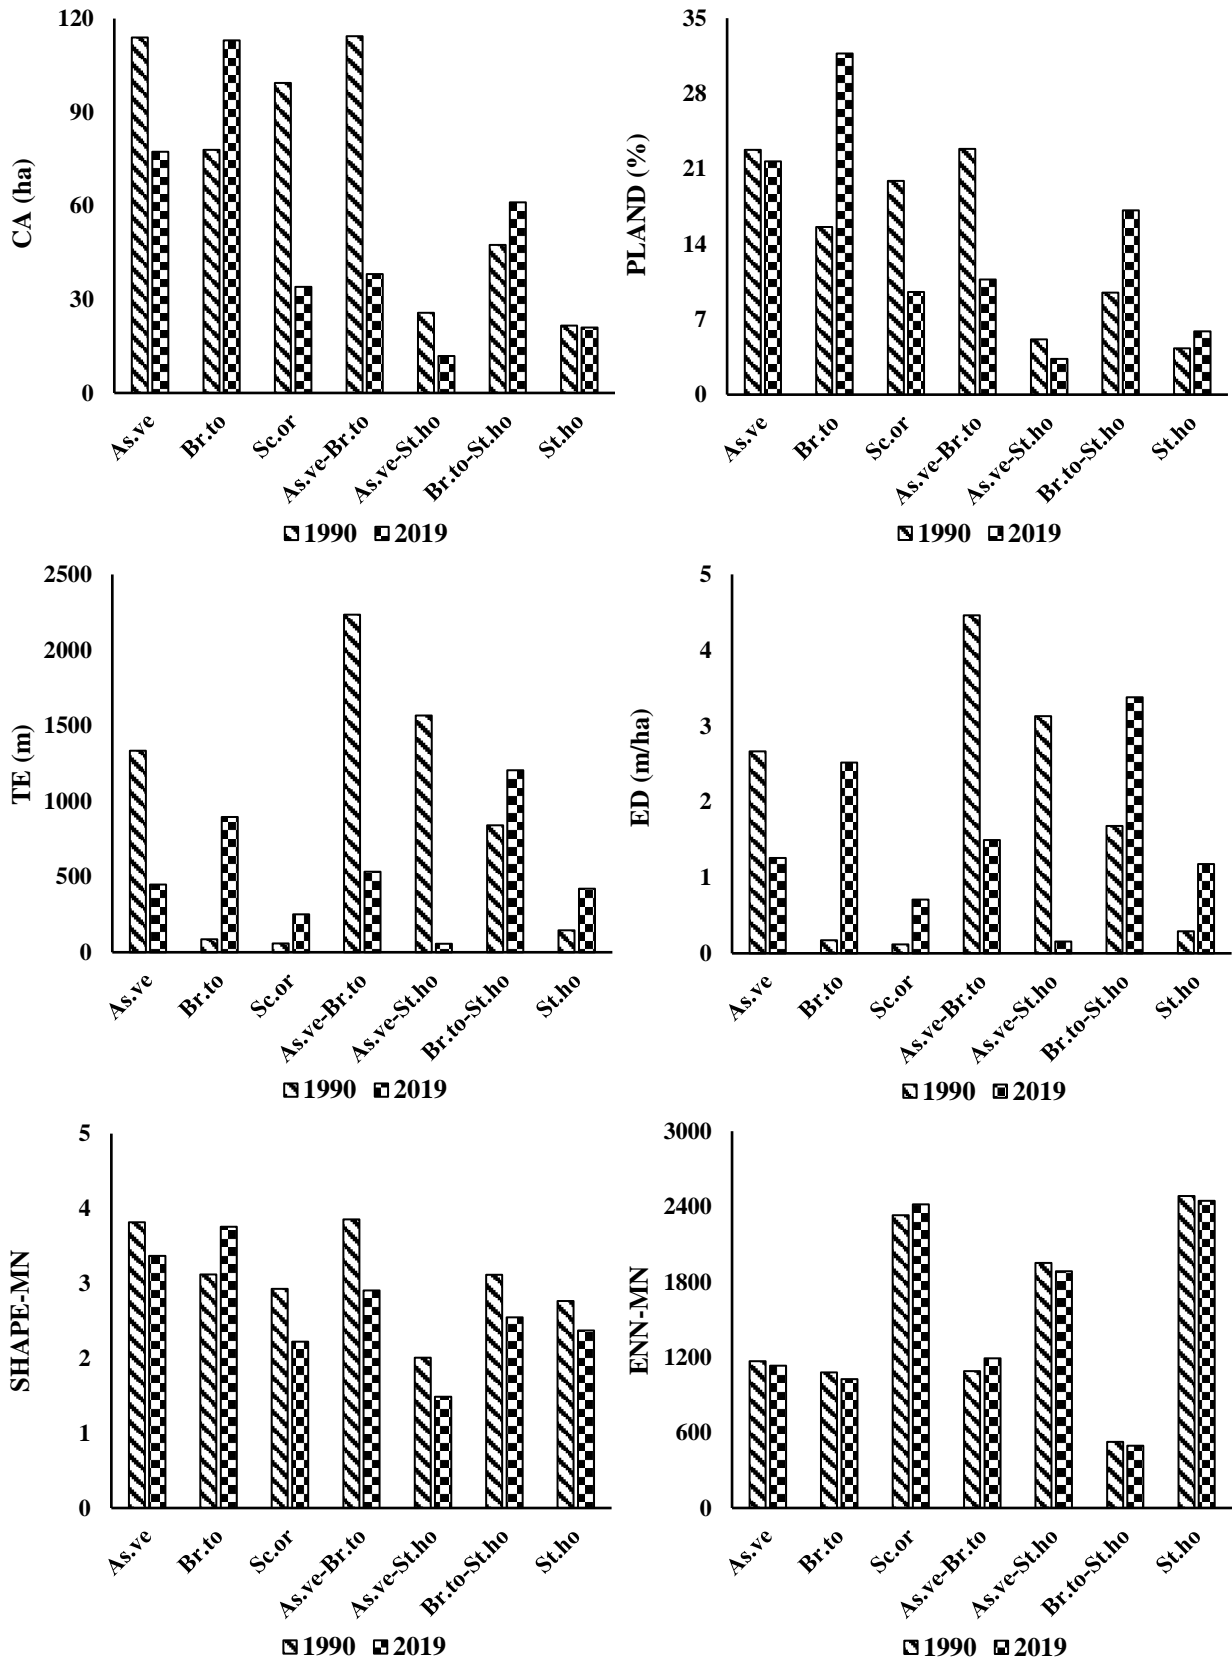 CA (ha)
120
90
60
30
0
As.ve
Br.to
Sc.or
As.ve-Br.to
As.ve-St.ho
Br.to-St.ho
St.ho
1990 2019
PLAND (%)
35
28
21
14
7
0
As.ve
Br.to
Sc.or
As.ve-Br.to
As.ve-St.ho
Br.to-St.ho
St.ho
1990 2019
TE (m)
2500
2000
1500
1000
500
0
As.ve
Br.to
Sc.or
As.ve-Br.to
As.ve-St.ho
Br.to-St.ho
St.ho
1990 2019
ED (m/ha)
5
4
3
2
1
0
As.ve
Br.to
Sc.or
As.ve-Br.to
As.ve-St.ho
Br.to-St.ho
St.ho
1990 2019
SHAPE-MN
5
4
3
2
1
0
As.ve
Br.to
Sc.or
As.ve-Br.to
As.ve-St.ho
Br.to-St.ho
St.ho
1990 2019
ENN-MN
3000
2400
1800
1200
600
0
As.ve
Br.to
Sc.or
As.ve-Br.to
As.ve-St.ho
Br.to-St.ho
St.ho
1990 2019